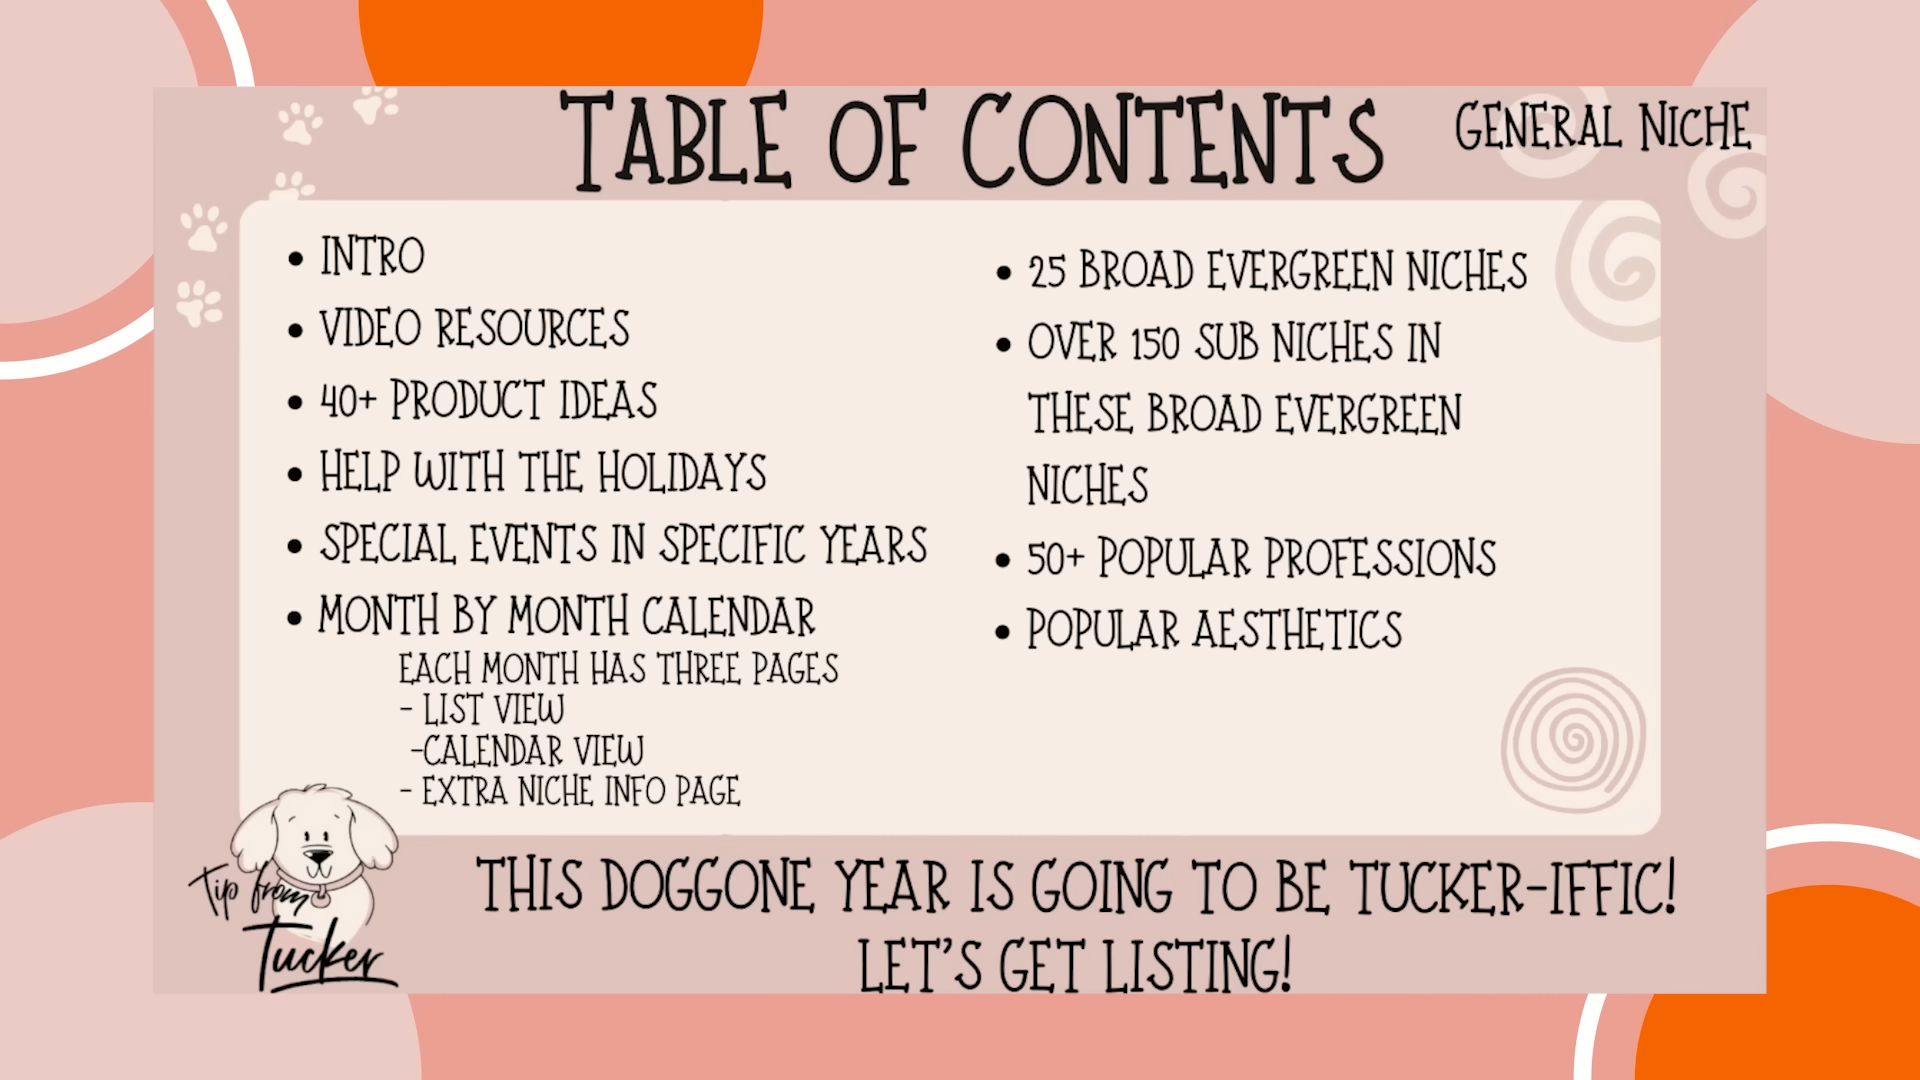 TABLE OF CONTENTS
GENERAL NICHE
• INTRO
• VIDEO RESOURCES
• 40+ PRODUCT IDEAS
• HELP WITH THE HOLIDAYS
• SPECIAL EVENTS IN SPECIFIC YEARS
• MONTH BY MONTH CALENDAR
EACH MONTH HAS THREE PAGES
- LIST VIEW
-CALENDAR VIEW
- EXTRA NICHE INFO PAGE
• 25 BROAD EVERGREEN NICHES
• OVER 150 SUB NICHES IN
THESE BROAD EVERGREEN
NICHES
• 50+ POPULAR PROFESSIONS
• POPULAR AESTHETICS
Tip from
Tucker
THIS DOGGONE YEAR IS GOING TO BE TUCKER-IFFIC!
LET'S GET LISTING!